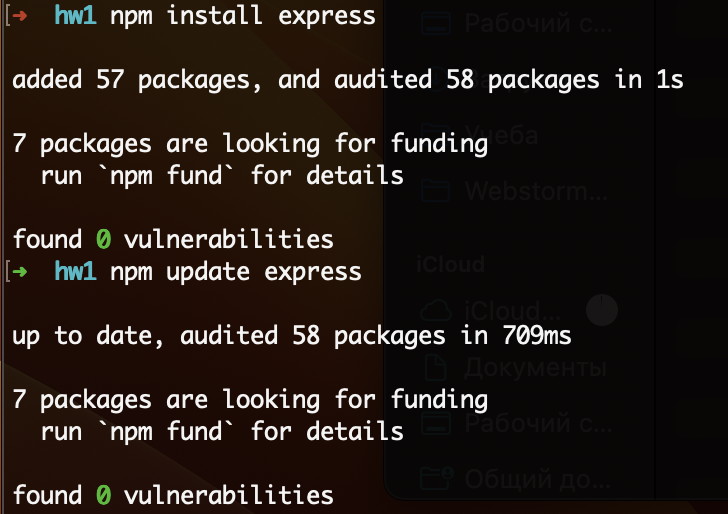 [➜ hw1 npm install express
added 57 packages, and audited 58 packages in 1s
7 packages are looking for funding
run `npm fund` for details
found 0 vulnerabilities
[➜ hw1 npm update express
up to date, audited 58 packages in 709ms
7 packages are looking for funding
run `npm fund` for details
found 0 vulnerabilities
Рабочий с...
Учеба
Webstorm...
iCloud
iCloud...
Документы
Рабочий с...
Общий до...